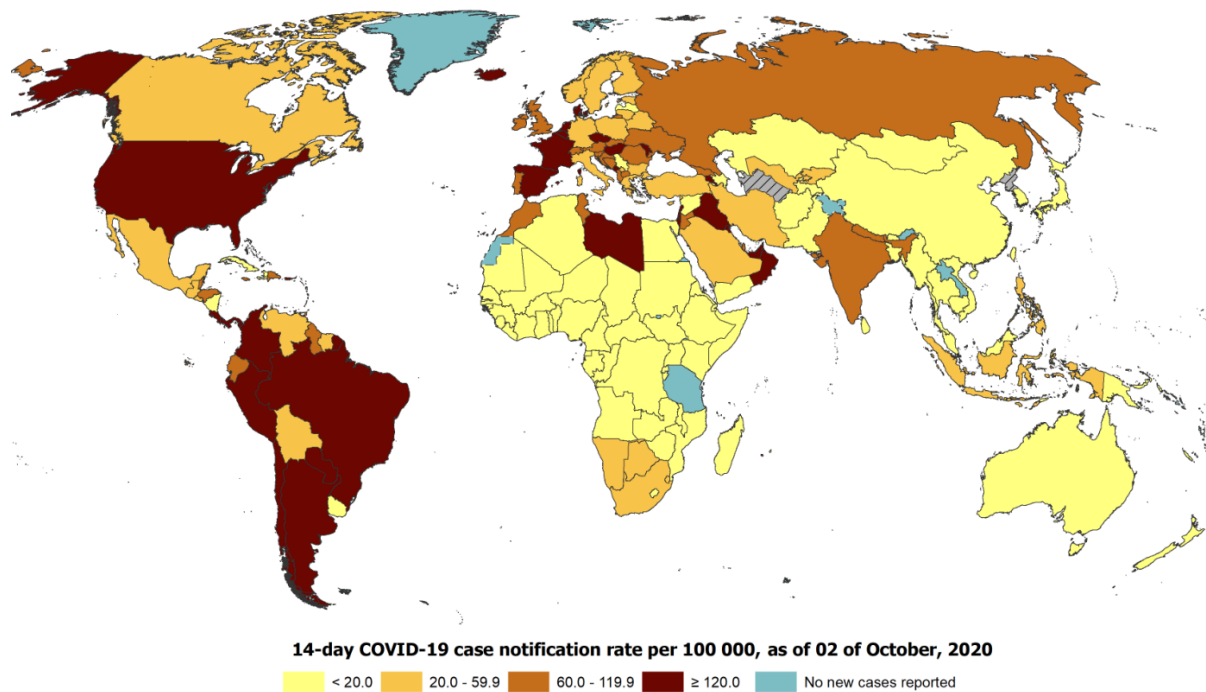 14-day COVID-19 case notification rate per 100 000, as of 02 of October, 2020
< 20.0 20.0 - 59.9 60.0 - 119.9 ≥ 120.0 No new cases reported